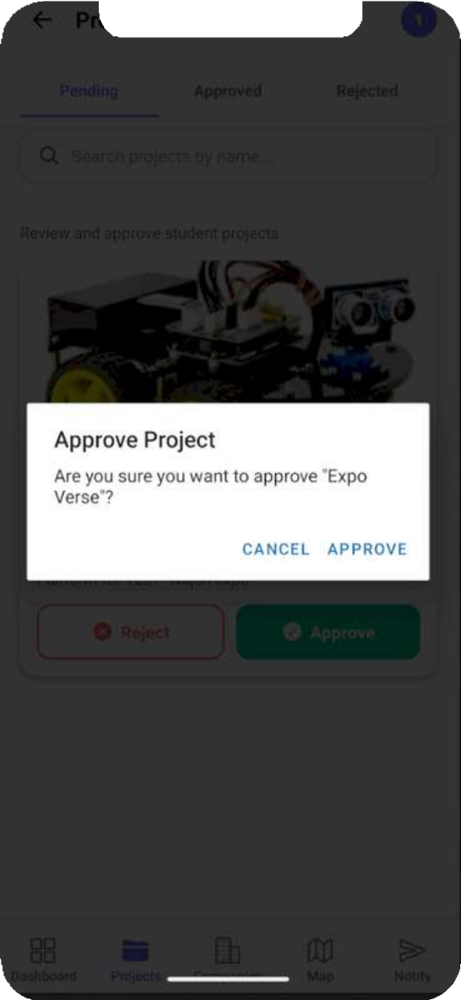 1
Pending Approved Rejected
Search projects by name...
Review and approve student projects
Approve Project
Are you sure you want to approve "Expo
Verse"?
CANCEL APPROVE
Reject Approve
Dashboard Projects Map Notify